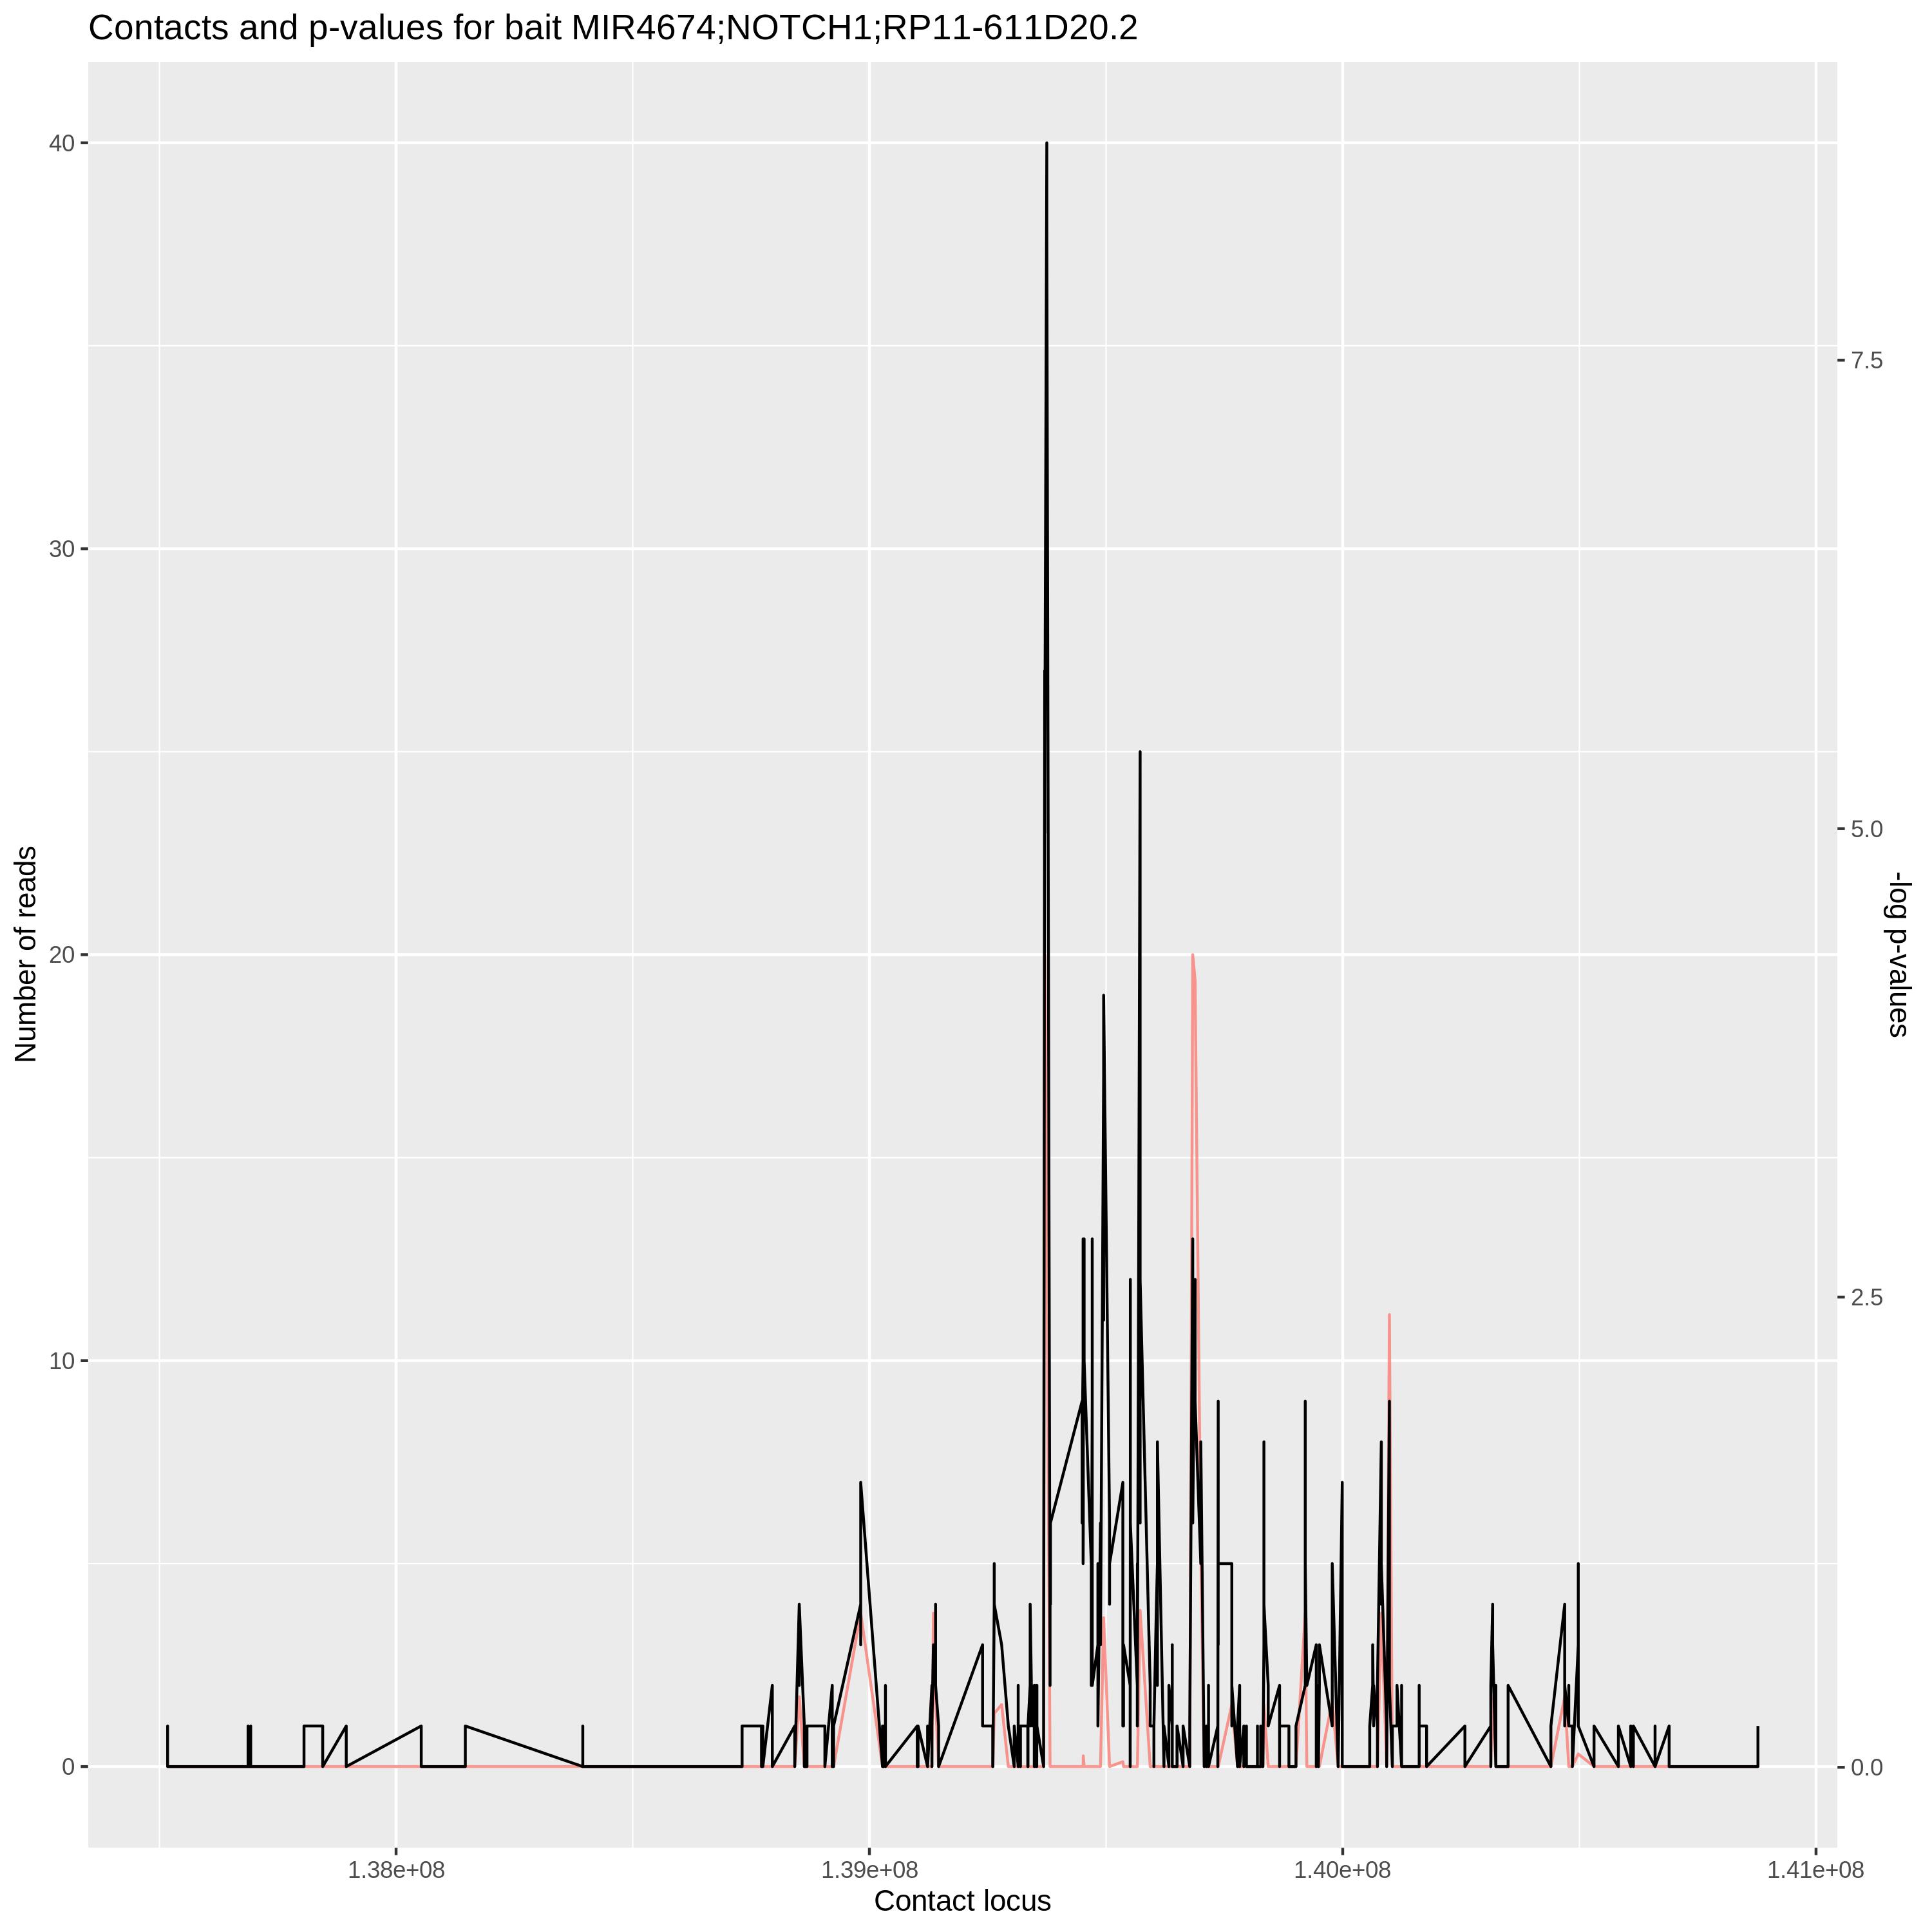 Contacts and p-values for bait MIR4674;NOTCH1;RP11-611D20.2
40
30
20
10
0
Number of reads
7.5
5.0
2.5
0.0
-log p-values
1.38e+08
1.39e+08
1.40e+08
1.41e+08
Contact locus